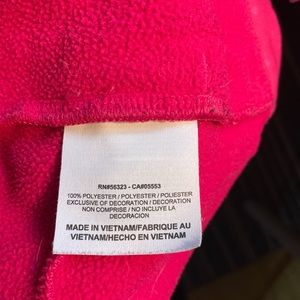 RN#56323 - CA#05553
100% POLYESTER / POLYESTER / POLIESTER
EXCLUSIVE OF DECORATION / DECORATION
NON COMPRISE / NO INCLUYE LA
DECORACION
MADE IN VIETNAM/FABRIQUE AU
VIETNAM/HECHO EN VIETNAM